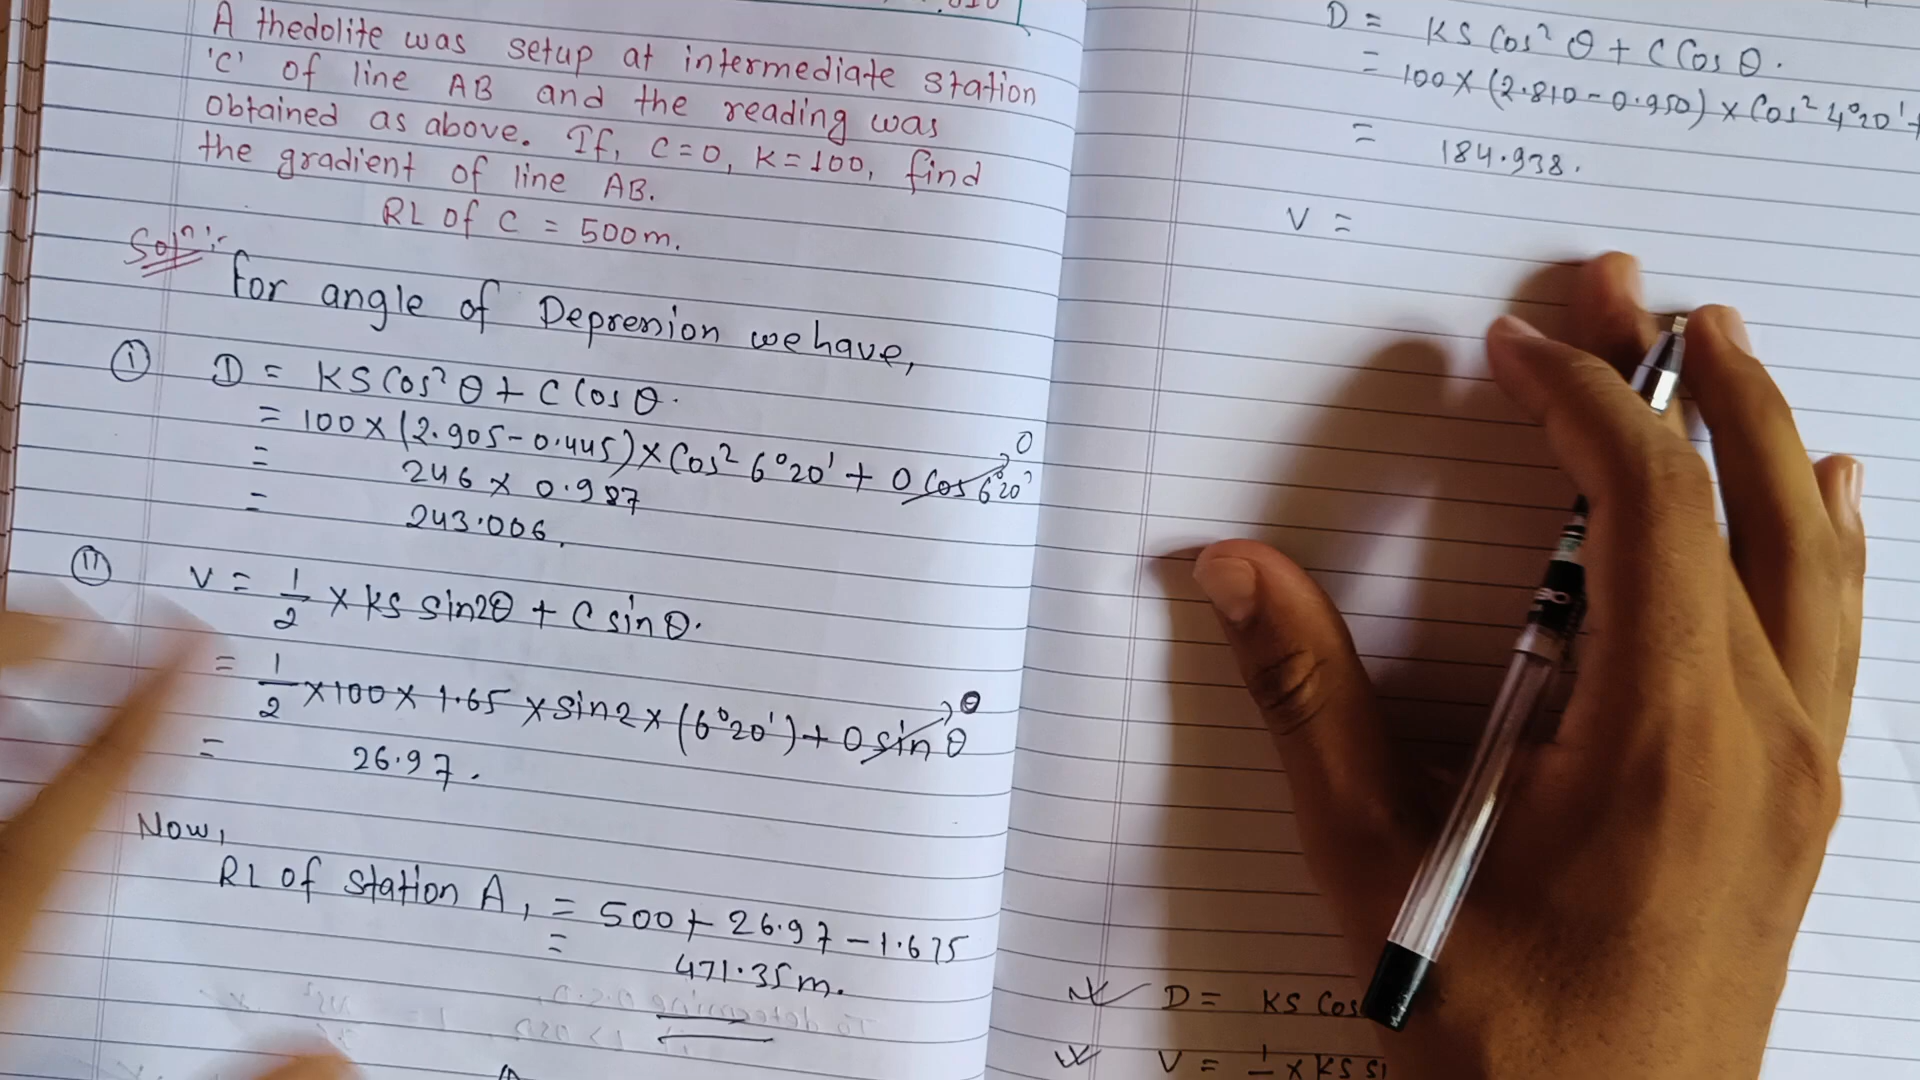 A thedolite was setup at intermediate station
'C' of line AB and the reading was
obtained as above. If, C=0, K=100, find
the gradient of line AB.
RL of C = 500m.
Soln:-
For angle of Depression we have,
(I) D = KS Cos² θ + C Cos θ.
= 100 × (2.905-0.445) × Cos² 6°20' + 0 Cos 6°20' 0
= 246 × 0.987
= 243.006.
(II) V = 1/2 × KS sin2θ + C sin θ.
= 1/2 × 100 × 1.65 × sin2 × (6°20') + 0 sin θ 0
= 26.97.
Now,
RL of station A, = 500 + 26.97 - 1.675
= 471.35m.
D = KS Cos² θ + C Cos θ.
= 100 × (2.810-0.950) × Cos² 4°20' +
= 184.938.
V =
D = KS Cos
V = 1/2 × KS si